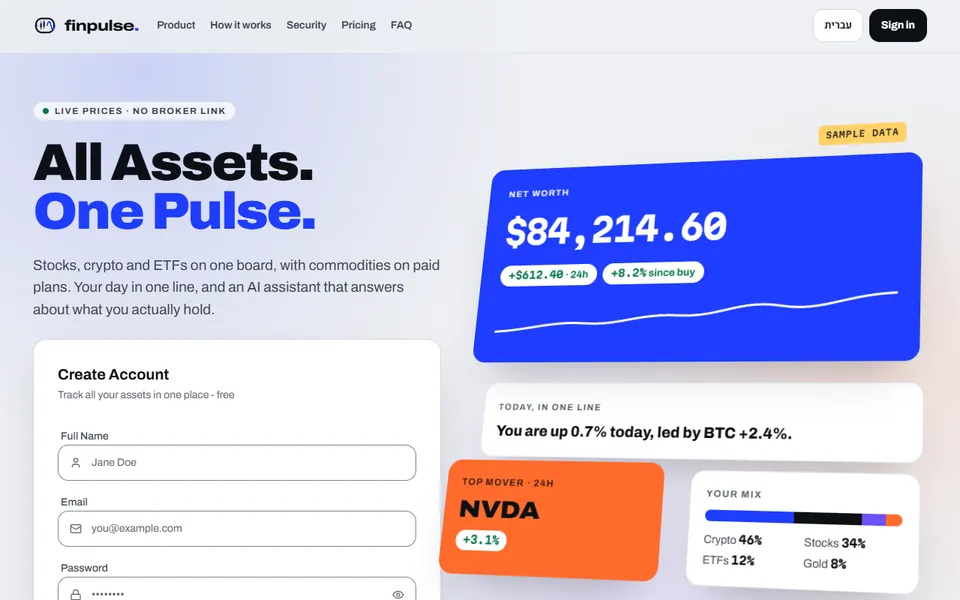 finpulse.
Product
How it works
Security
Pricing
FAQ
עברית
Sign in
LIVE PRICES · NO BROKER LINK
All Assets.
One Pulse.
Stocks, crypto and ETFs on one board, with commodities on paid
plans. Your day in one line, and an AI assistant that answers
about what you actually hold.
Create Account
Track all your assets in one place - free
Full Name
Jane Doe
Email
you@example.com
Password
••••••••
SAMPLE DATA
NET WORTH
$84,214.60
+$612.40 · 24h
+8.2% since buy
TODAY, IN ONE LINE
You are up 0.7% today, led by BTC +2.4%.
TOP MOVER · 24H
NVDA
+3.1%
YOUR MIX
Crypto 46%
Stocks 34%
ETFs 12%
Gold 8%